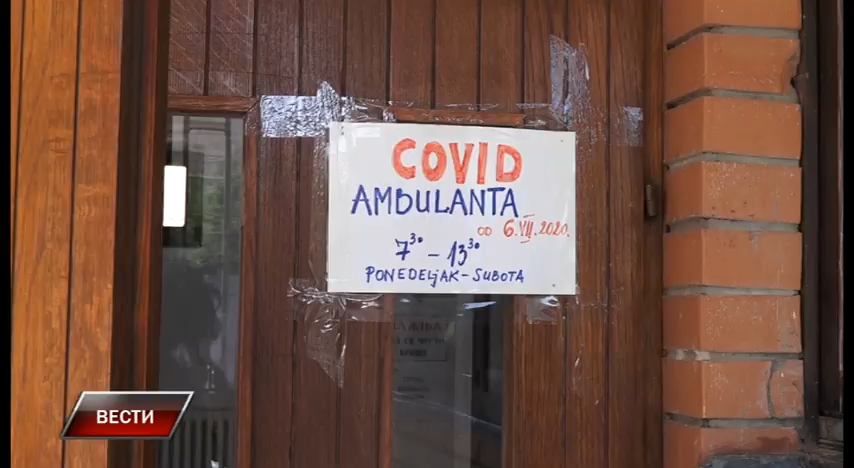 COVID
AMBULANTA
OD 6.VII.2020.
7³⁰ - 13³⁰
PONEDELjAK - SUBOTA
ВЕСТИ